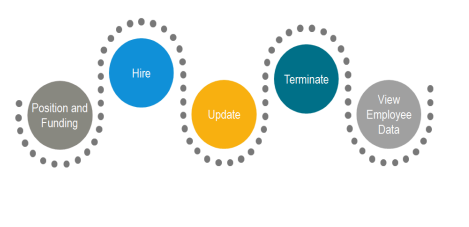 Position and
Funding
Hire
Update
Terminate
View
Employee
Data